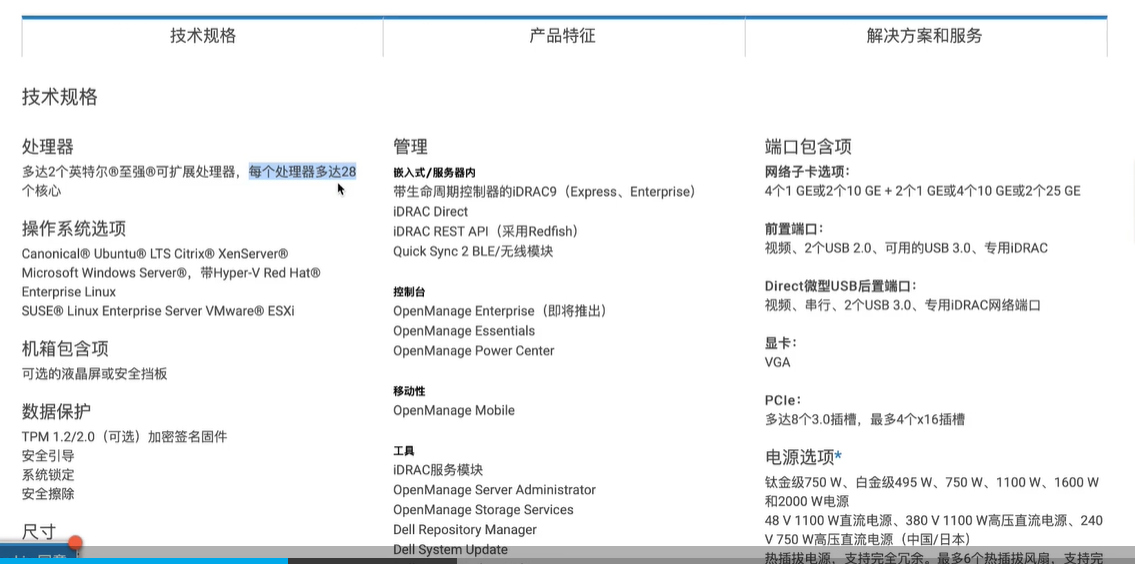 技术规格
产品特征
解决方案和服务
技术规格
处理器
多达2个英特尔®至强®可扩展处理器，每个处理器多达28
个核心
操作系统选项
Canonical® Ubuntu® LTS Citrix® XenServer®
Microsoft Windows Server®，带Hyper-V Red Hat®
Enterprise Linux
SUSE® Linux Enterprise Server VMware® ESXi
机箱包含项
可选的液晶屏或安全挡板
数据保护
TPM 1.2/2.0（可选）加密签名固件
安全引导
系统锁定
安全擦除
尺寸
管理
嵌入式/服务器内
带生命周期控制器的iDRAC9（Express、Enterprise）
iDRAC Direct
iDRAC REST API（采用Redfish）
Quick Sync 2 BLE/无线模块
控制台
OpenManage Enterprise（即将推出）
OpenManage Essentials
OpenManage Power Center
移动性
OpenManage Mobile
工具
iDRAC服务模块
OpenManage Server Administrator
OpenManage Storage Services
Dell Repository Manager
Dell System Update
端口包含项
网络子卡选项：
4个1 GE或2个10 GE + 2个1 GE或4个10 GE或2个25 GE
前置端口：
视频、2个USB 2.0、可用的USB 3.0、专用iDRAC
Direct微型USB后置端口：
视频、串行、2个USB 3.0、专用iDRAC网络端口
显卡：
VGA
PCIe：
多达8个3.0插槽，最多4个x16插槽
电源选项*
钛金级750 W、白金级495 W、750 W、1100 W、1600 W
和2000 W电源
48 V 1100 W直流电源、380 V 1100 W高压直流电源、240
V 750 W高压直流电源（中国/日本）
热插拔电源，支持完全冗余。最多6个热插拔风扇，支持完